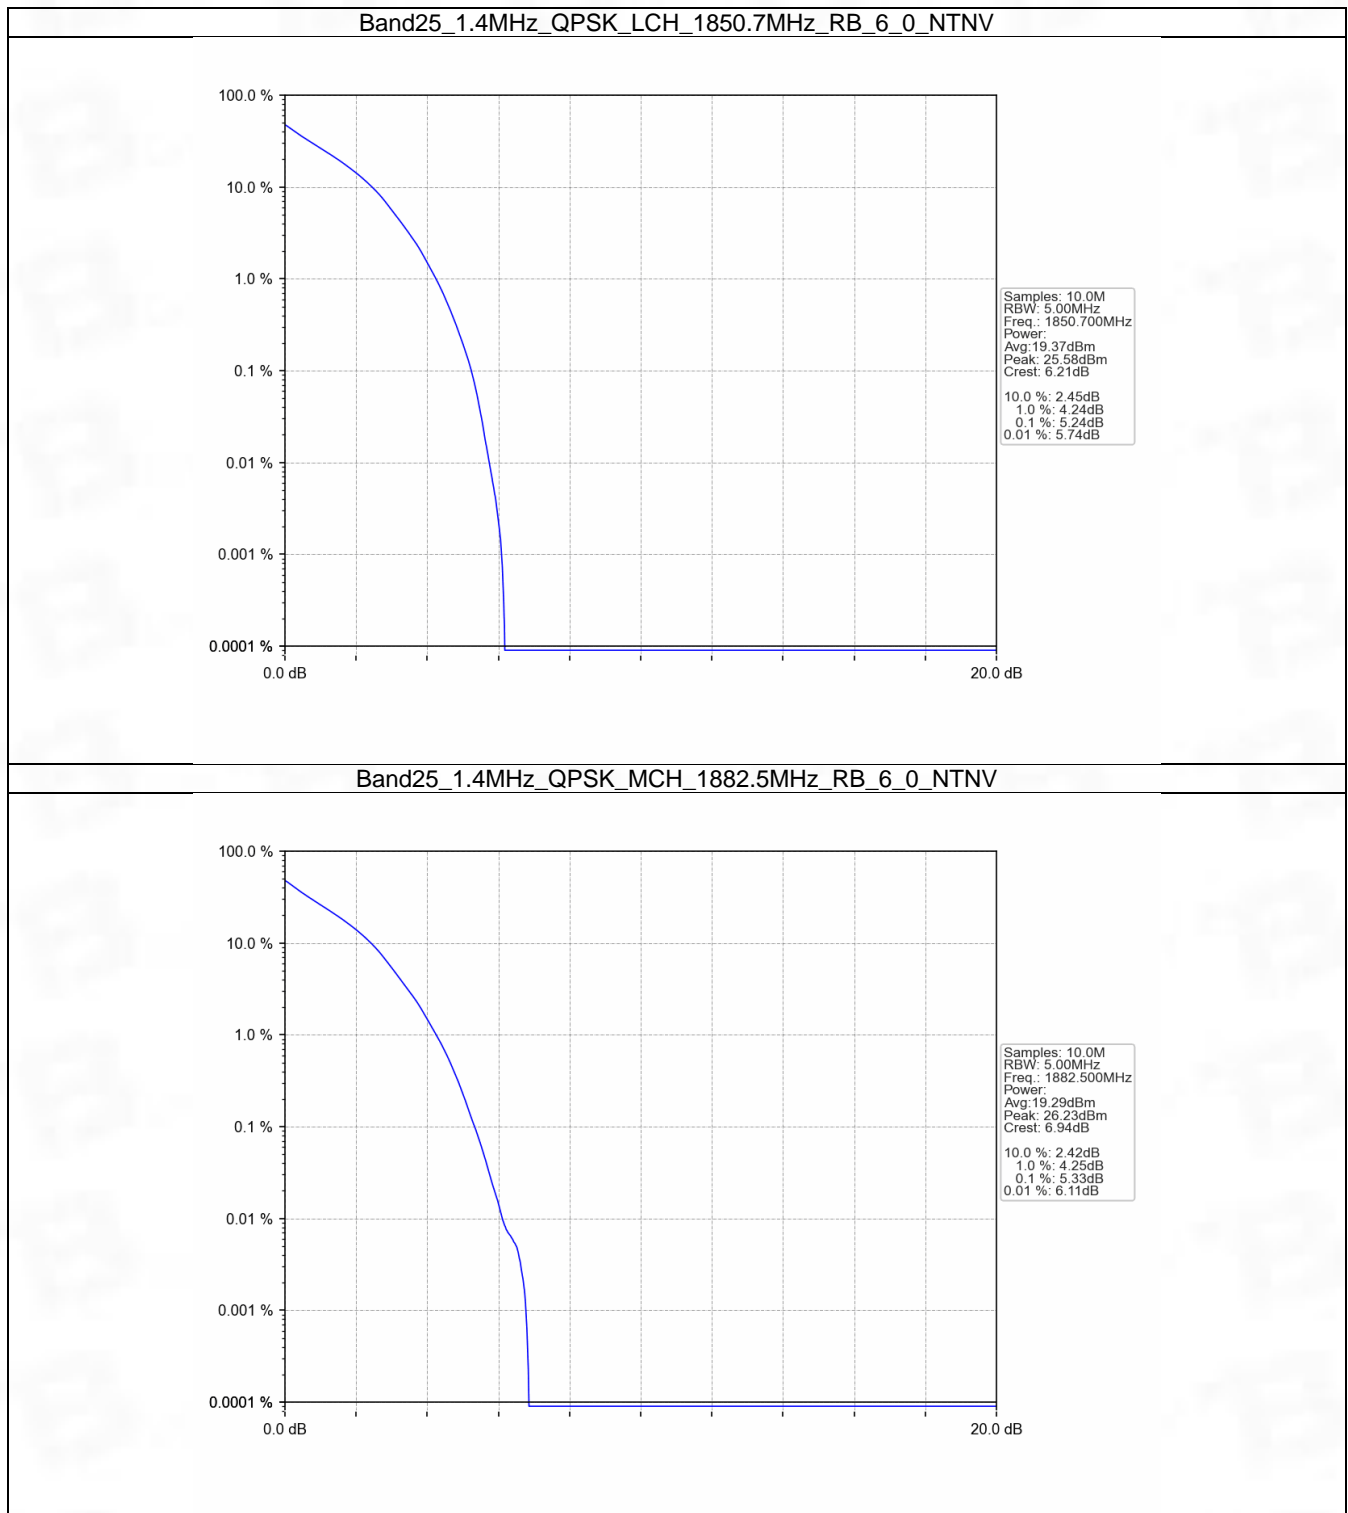 Band25_1.4MHz_QPSK_LCH_1850.7MHz_RB_6_0_NTNV
100.0 %
10.0 %
1.0 %
0.1 %
0.01 %
0.001 %
0.0001 %
0.0 dB
20.0 dB
Samples: 10.0M
RBW: 5.00MHz
Freq.: 1850.700MHz
Power:
Avg:19.37dBm
Peak: 25.58dBm
Crest: 6.21dB
10.0 %: 2.45dB
1.0 %: 4.24dB
0.1 %: 5.24dB
0.01 %: 5.74dB
Band25_1.4MHz_QPSK_MCH_1882.5MHz_RB_6_0_NTNV
100.0 %
10.0 %
1.0 %
0.1 %
0.01 %
0.001 %
0.0001 %
0.0 dB
20.0 dB
Samples: 10.0M
RBW: 5.00MHz
Freq.: 1882.500MHz
Power:
Avg:19.29dBm
Peak: 26.23dBm
Crest: 6.94dB
10.0 %: 2.42dB
1.0 %: 4.25dB
0.1 %: 5.33dB
0.01 %: 6.11dB